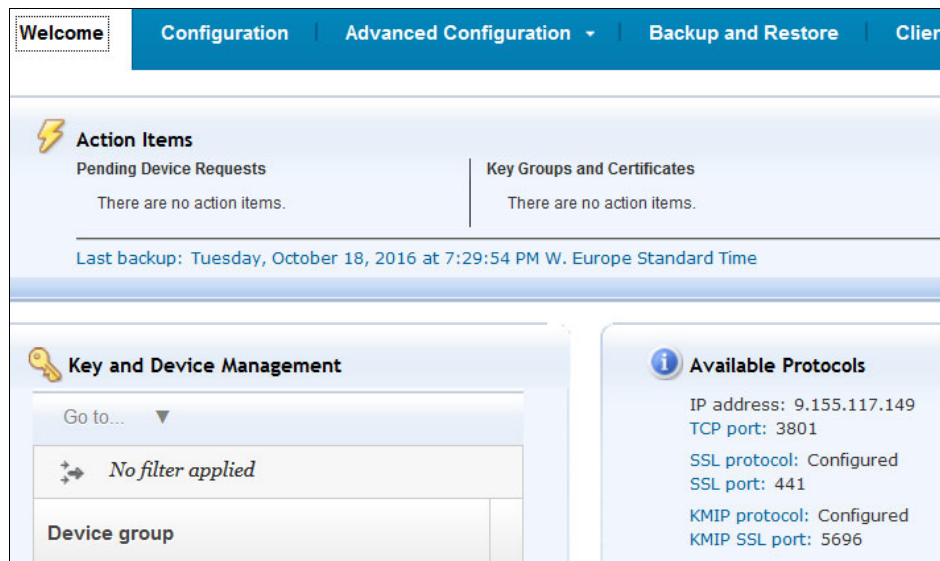 Welcome Configuration Advanced Configuration Backup and Restore
Action Items
Pending Device Requests Key Groups and Certificates
There are no action items. There are no action items.
Last backup: Tuesday, October 18, 2016 at 7:29:54 PM W. Europe Standard Time
Key and Device Management
Go to...
No filter applied
Device group
Available Protocols
IP address: 9.155.117.149
TCP port: 3801
SSL protocol: Configured
SSL port: 441
KMIP protocol: Configured
KMIP SSL port: 5696